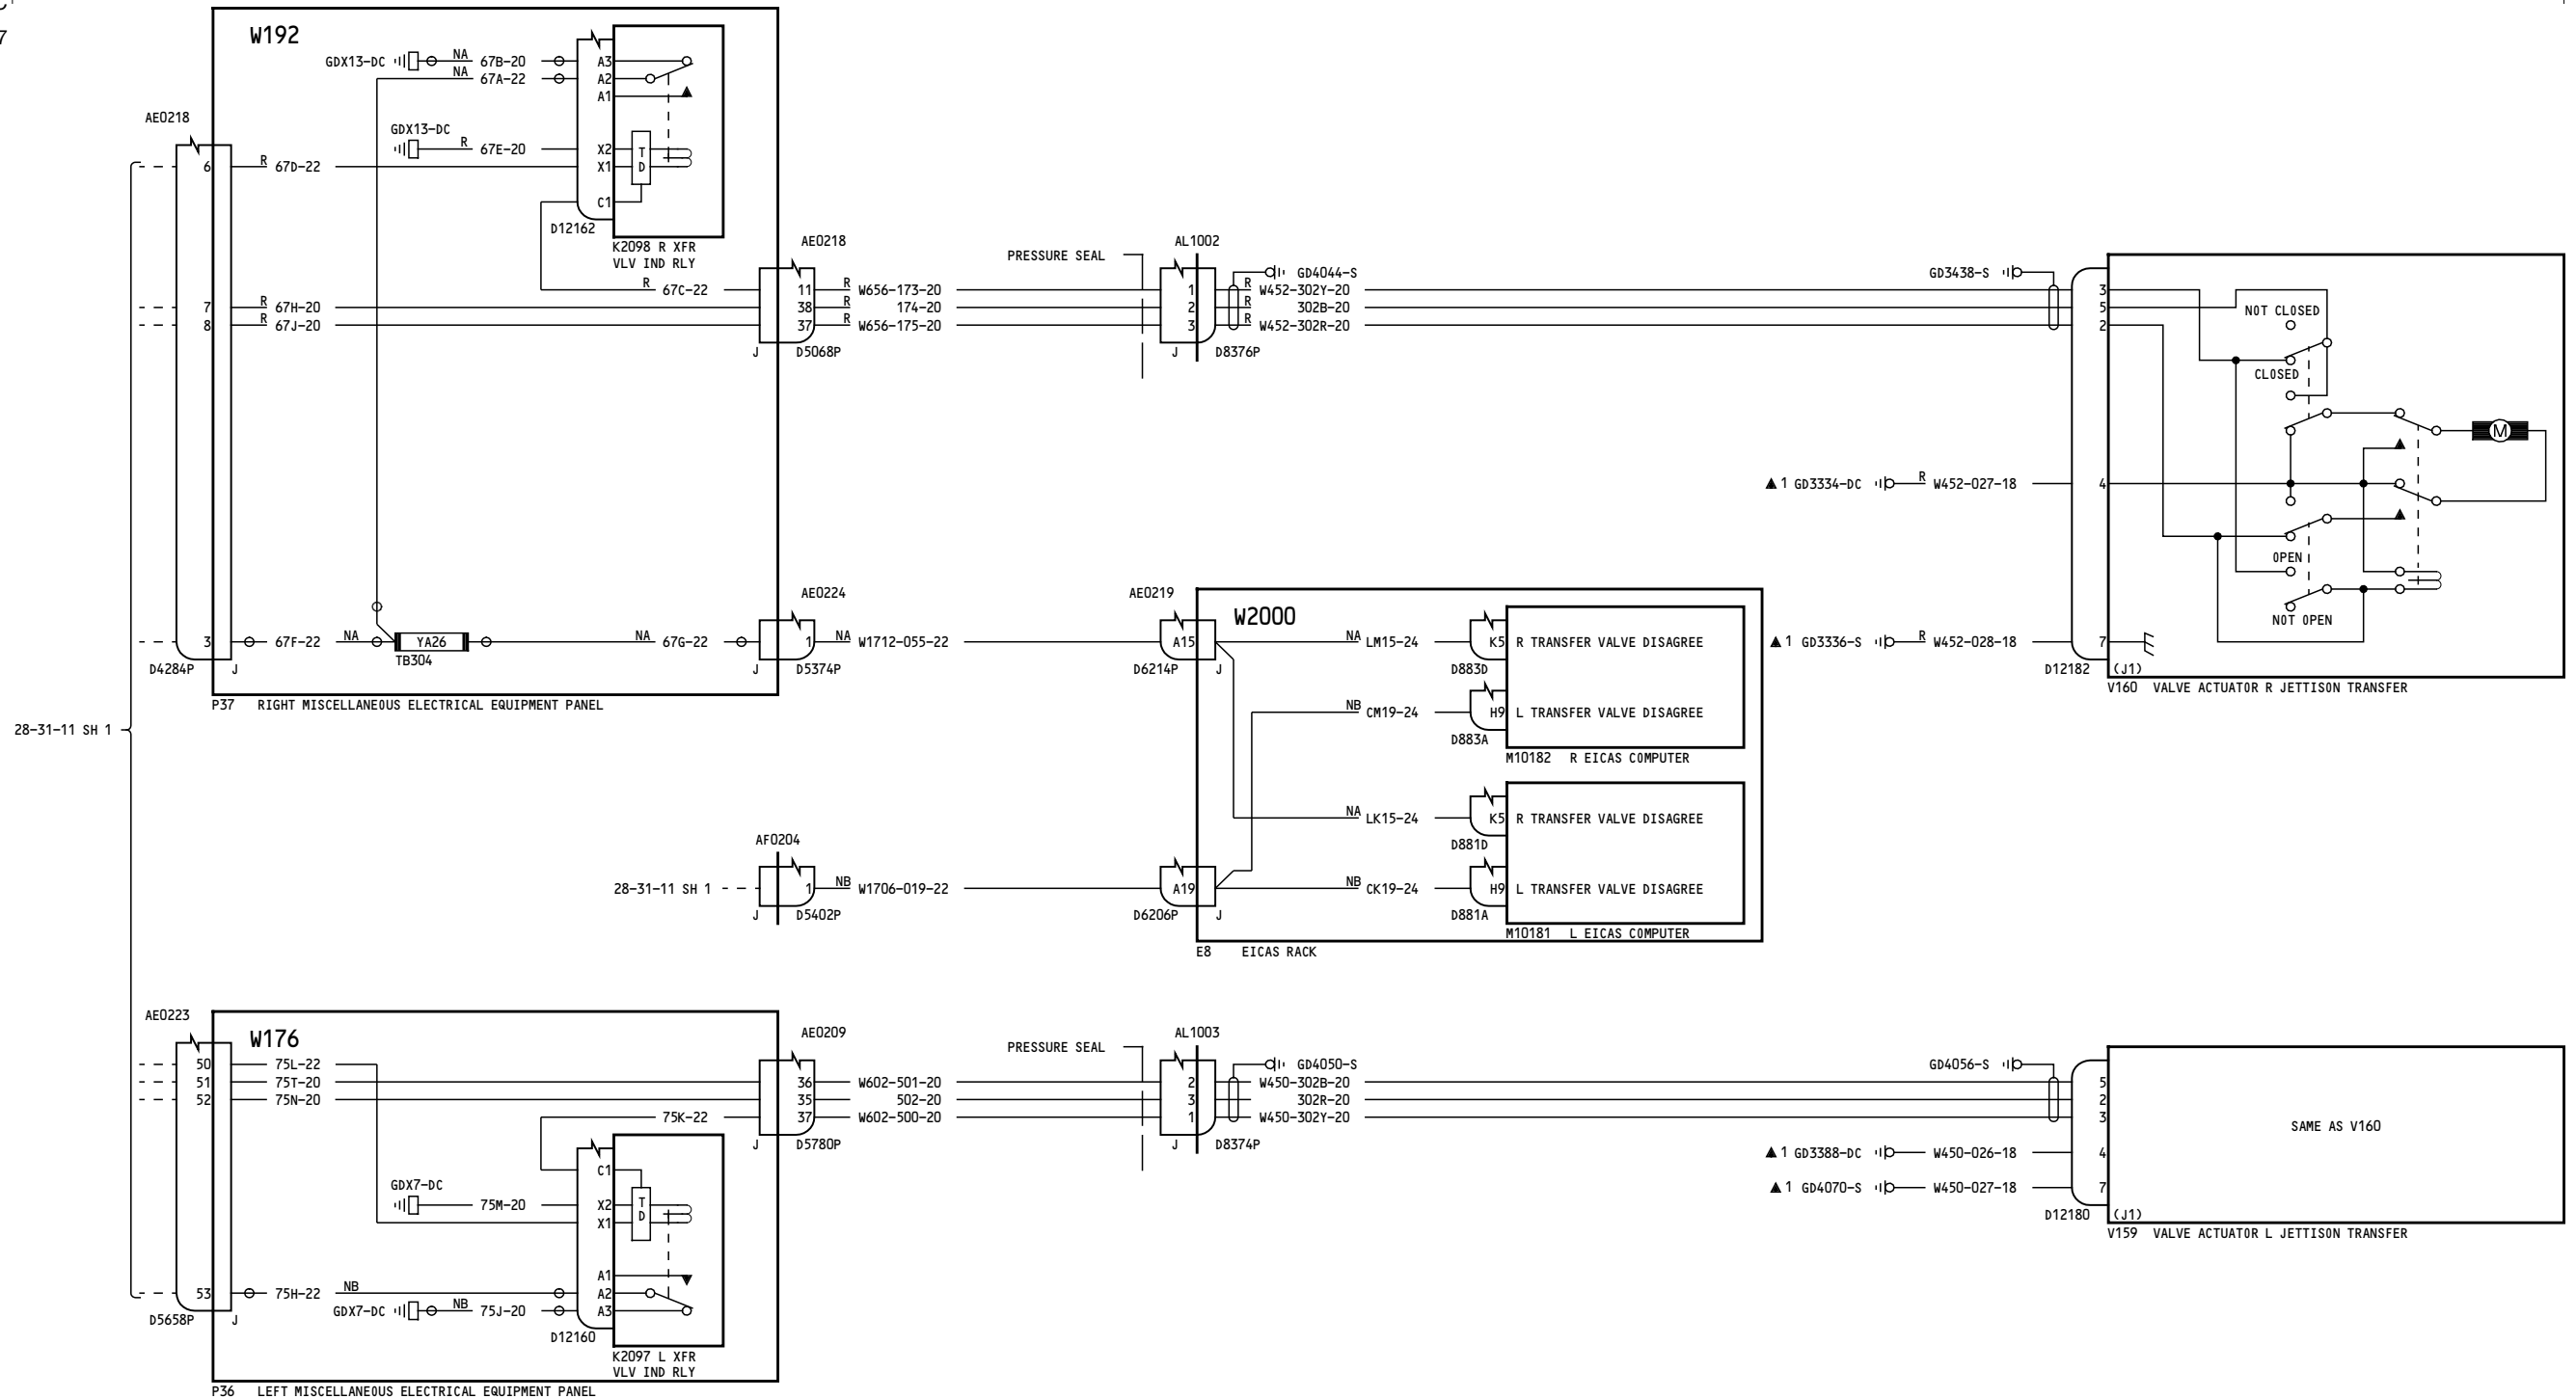 7
W192
GDX13-DC NA 67B-20 A3
NA 67A-22 A2
A1
AE0218
GDX13-DC
R 67E-20 X2 T
6 R 67D-22 X1 D
C1
D12162
K2098 R XFR
VLV IND RLY
AE0218
PRESSURE SEAL
AL1002
GD4044-S
GD3438-S
R 67C-22 11 R W656-173-20 1 R W452-302Y-20 3
7 R 67H-20 38 R 174-20 2 R 302B-20 5
8 R 67J-20 37 R W656-175-20 3 R W452-302R-20 2
J D5068P J D8376P
NOT CLOSED
CLOSED
M
▲1 GD3334-DC R W452-027-18 4
OPEN
NOT OPEN
AE0224
AE0219
W2000
3 67F-22 NA YA26 NA 67G-22 1 NA W1712-055-22 A15 NA LM15-24 K5 R TRANSFER VALVE DISAGREE
▲1 GD3336-S R W452-028-18 7
D4284P J TB304 J D5374P D6214P J D883D
D12182 (J1)
V160 VALVE ACTUATOR R JETTISON TRANSFER
P37 RIGHT MISCELLANEOUS ELECTRICAL EQUIPMENT PANEL
NB CM19-24 H9 L TRANSFER VALVE DISAGREE
D883A
M10182 R EICAS COMPUTER
28-31-11 SH 1
NA LK15-24 K5 R TRANSFER VALVE DISAGREE
D881D
AF0204
28-31-11 SH 1 1 NB W1706-019-22 A19 NB CK19-24 H9 L TRANSFER VALVE DISAGREE
J D5402P D6206P J D881A
M10181 L EICAS COMPUTER
E8 EICAS RACK
AE0223
W176
AE0209
PRESSURE SEAL
AL1003
GD4050-S
GD4056-S
50 75L-22
51 75T-20 36 W602-501-20 2 W450-302B-20 5
52 75N-20 35 502-20 3 302R-20 2
75K-22 37 W602-500-20 1 W450-302Y-20 3
J D5780P J D8374P
SAME AS V160
▲1 GD3388-DC W450-026-18 4
▲1 GD4070-S W450-027-18 7
D12180 (J1)
V159 VALVE ACTUATOR L JETTISON TRANSFER
C1
GDX7-DC
75M-20 X2 T
X1 D
A1
53 75H-22 NB A2
GDX7-DC NB 75J-20 A3
D5658P J
D12160
K2097 L XFR
VLV IND RLY
P36 LEFT MISCELLANEOUS ELECTRICAL EQUIPMENT PANEL